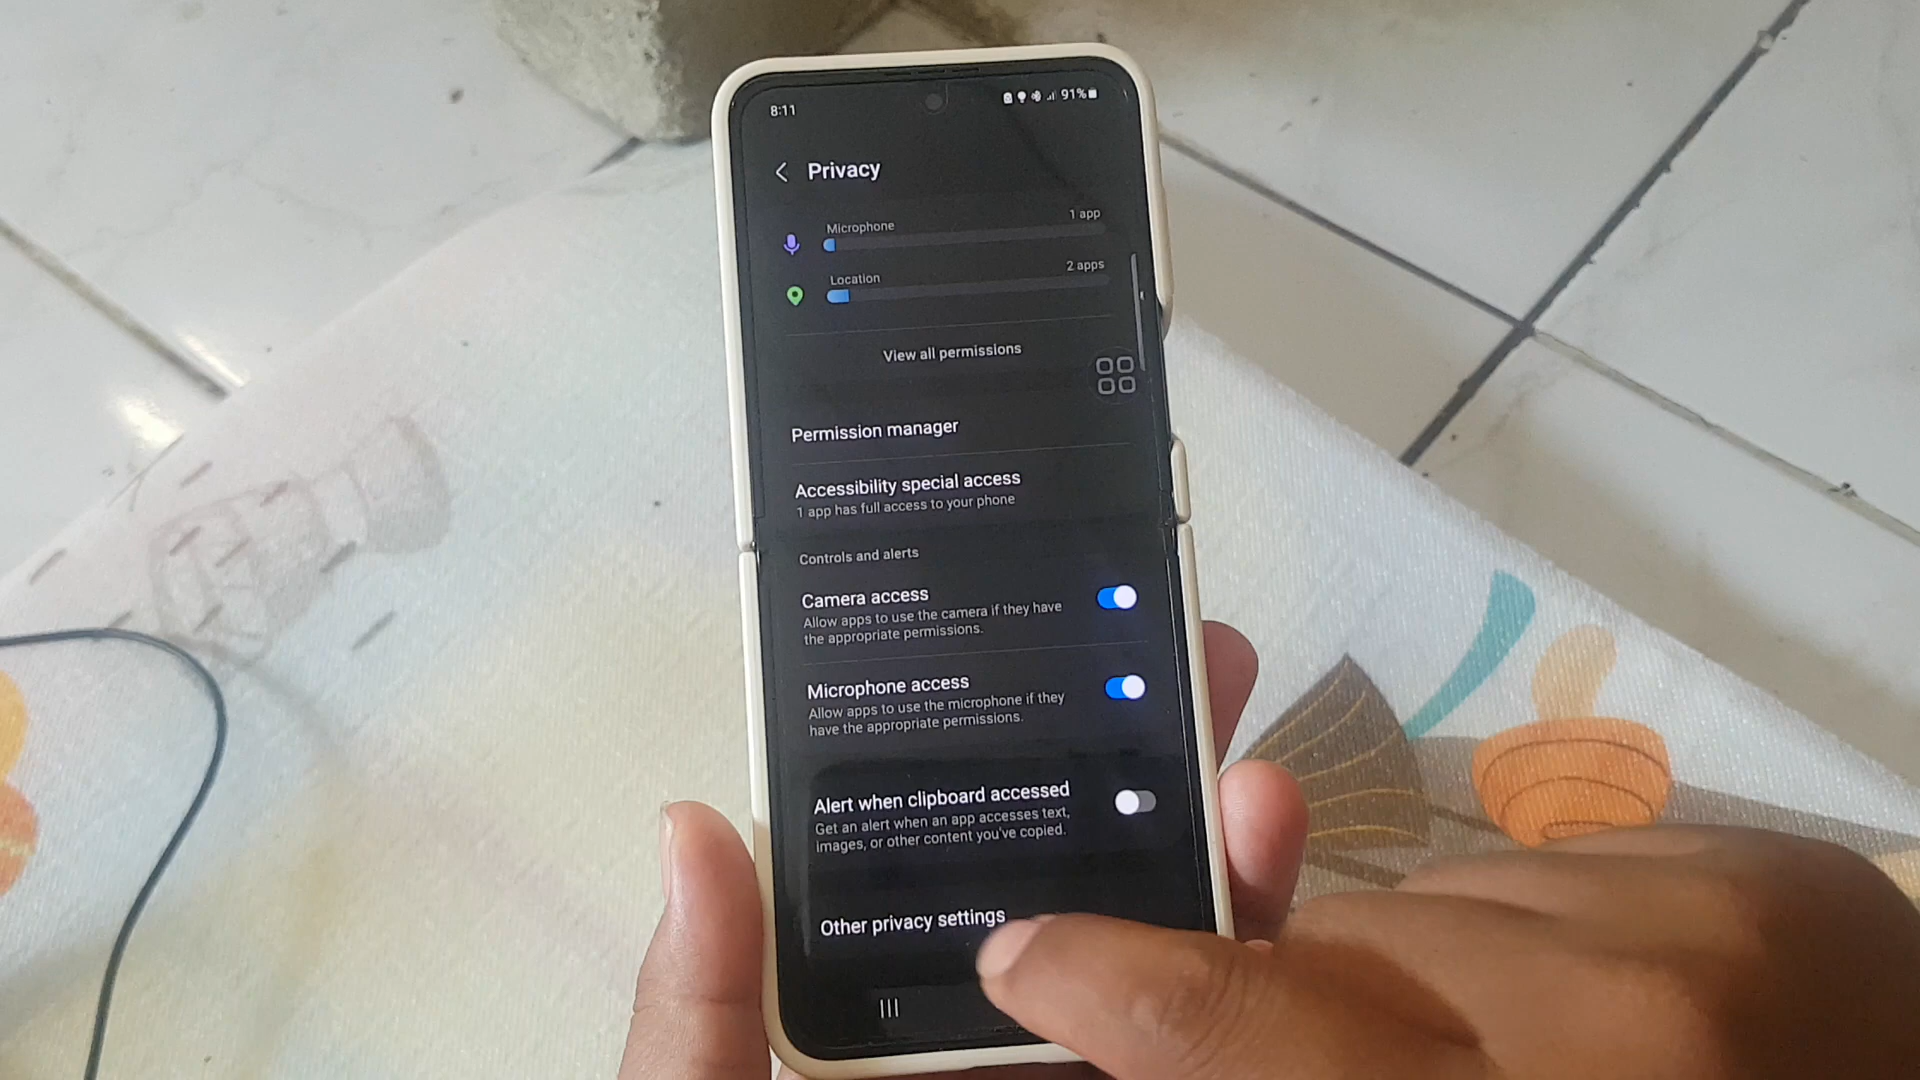 8:11
91%
Privacy
Microphone
1 app
Location
2 apps
View all permissions
Permission manager
Accessibility special access
1 app has full access to your phone
Controls and alerts
Camera access
Allow apps to use the camera if they have
the appropriate permissions.
Microphone access
Allow apps to use the microphone if they
have the appropriate permissions.
Alert when clipboard accessed
Get an alert when an app accesses text,
images, or other content you've copied.
Other privacy settings